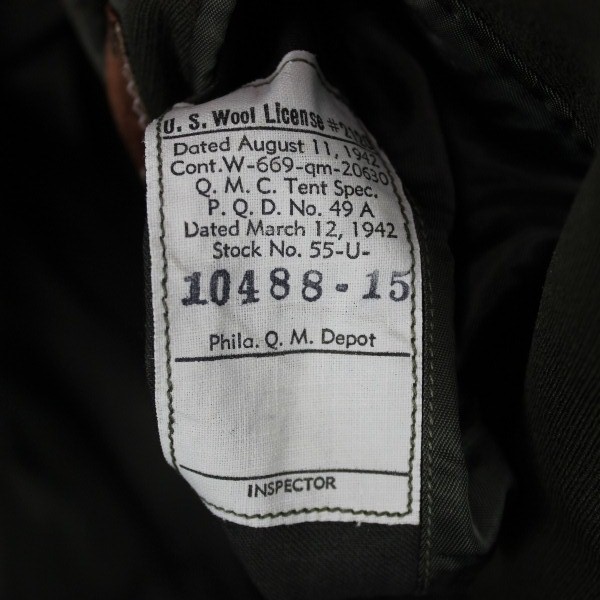 U. S. Wool License
Dated August 11, 1942
Cont.W-669-qm-20630
Q. M. C. Tent Spec.
P. Q. D. No. 49 A
Dated March 12, 1942
Stock No. 55-U-
10488-15
Phila. Q. M. Depot
INSPECTOR